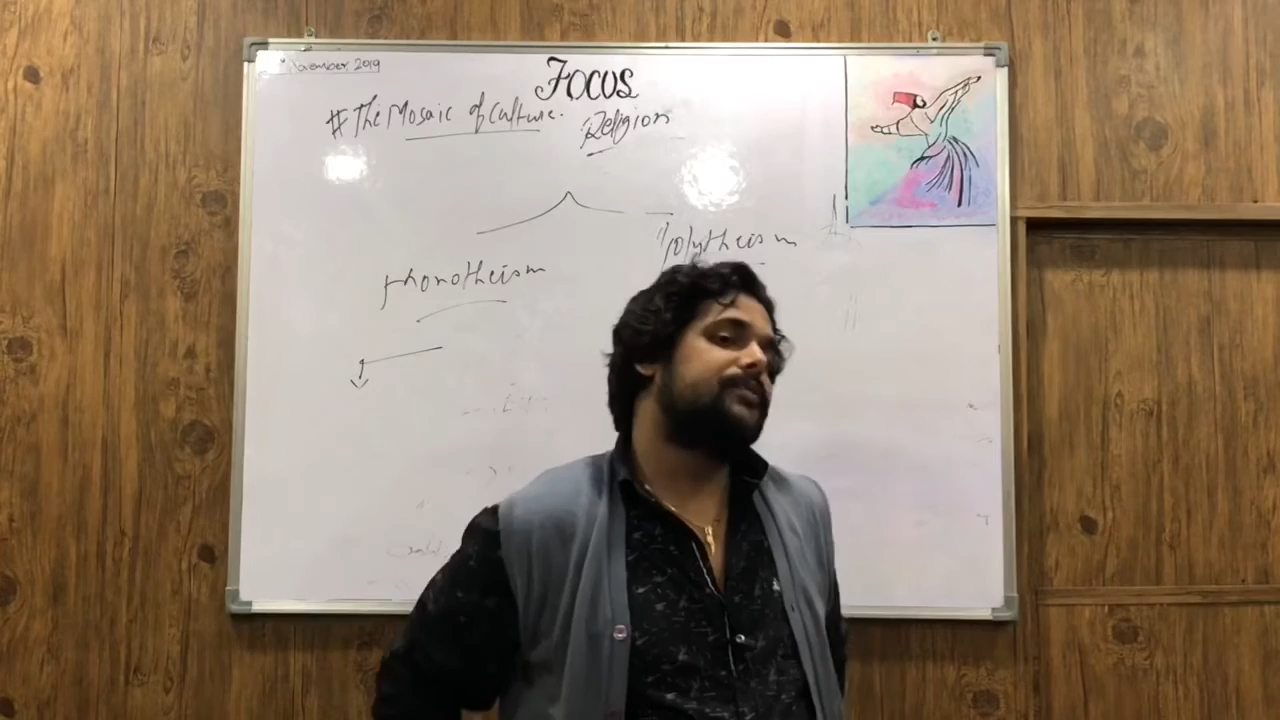 November 2019
FOCUS
# The Mosaic of Culture.
Religion
Polytheism
Monotheism